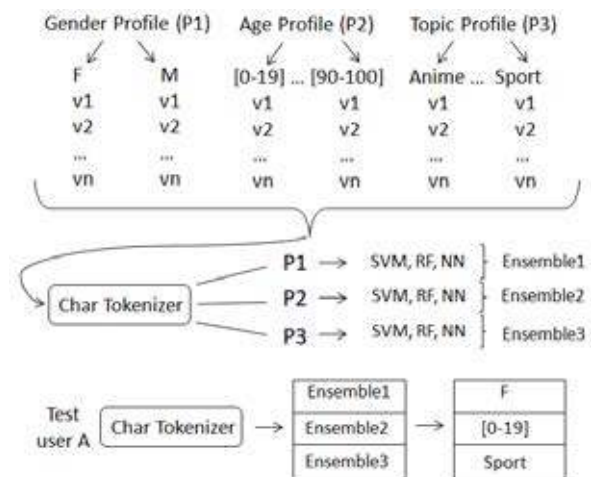 Gender Profile (P1) Age Profile (P2) Topic Profile (P3)
F M [0-19] ... [90-100] Anime ... Sport
v1 v1 v1 v1 v1 v1
v2 v2 v2 v2 v2 v2
... ... ... ... ... ...
vn vn vn vn vn vn
P1 SVM, RF, NN Ensemble1
Char Tokenizer P2 SVM, RF, NN Ensemble2
P3 SVM, RF, NN Ensemble3
Ensemble1 F
Test user A Char Tokenizer Ensemble2 [0-19]
Ensemble3 Sport